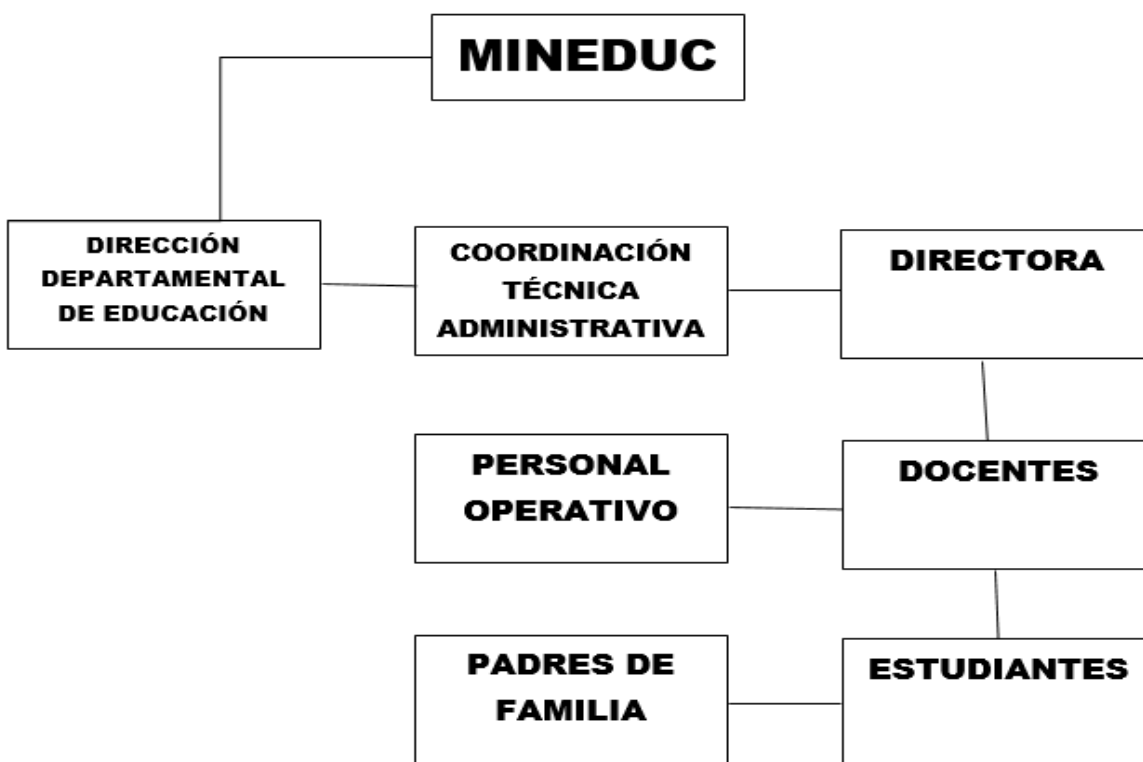 MINEDUC
DIRECCIÓN
DEPARTAMENTAL
DE EDUCACIÓN
COORDINACIÓN
TÉCNICA
ADMINISTRATIVA
DIRECTORA
PERSONAL
OPERATIVO
DOCENTES
PADRES DE
FAMILIA
ESTUDIANTES